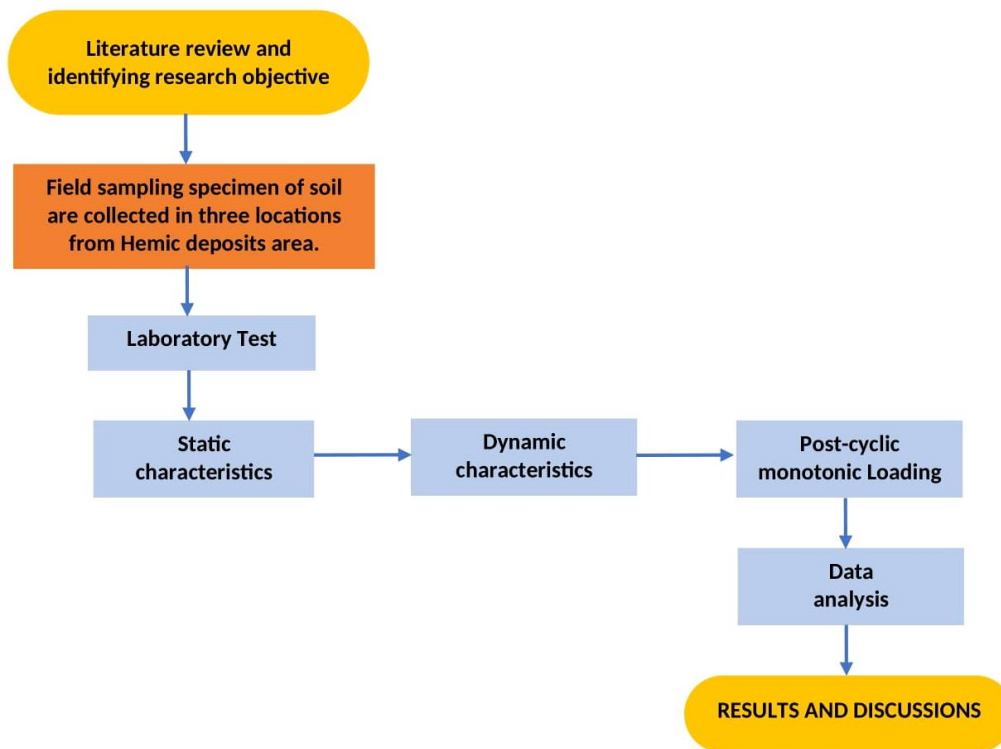 Literature review and
identifying research objective
Field sampling specimen of soil
are collected in three locations
from Hemic deposits area.
Laboratory Test
Static
characteristics
Dynamic
characteristics
Post-cyclic
monotonic Loading
Data
analysis
RESULTS AND DISCUSSIONS